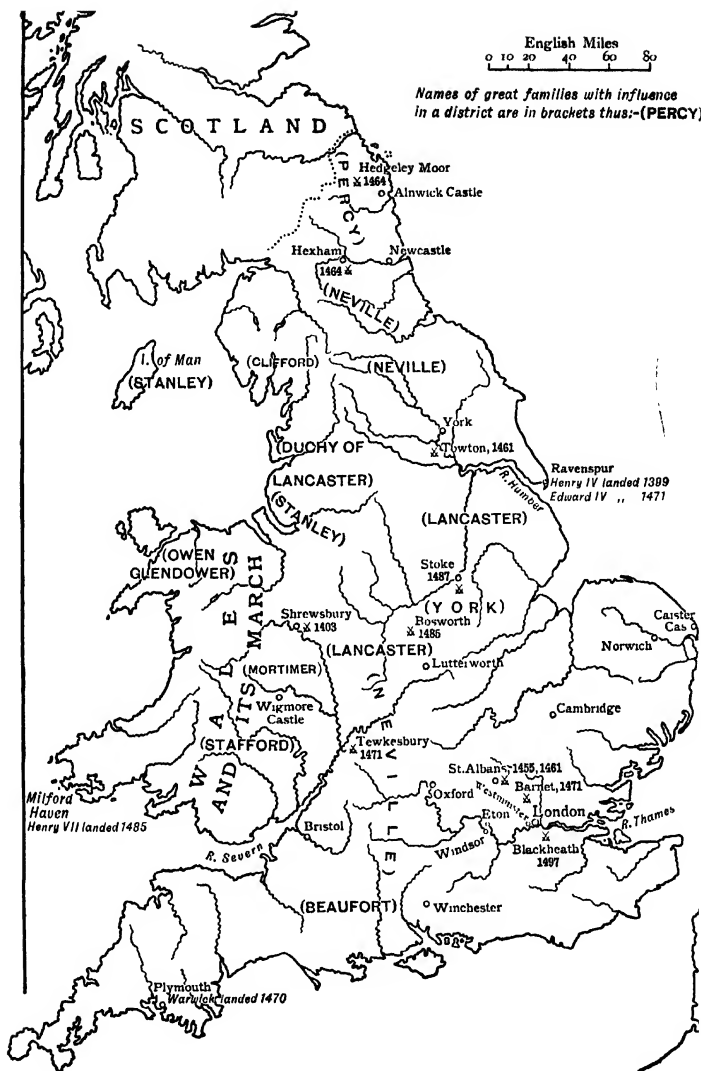 English Miles
0 10 20 40 60 80
Names of great families with influence
in a district are in brackets thus:-(PERCY)
SCOTLAND
(PERCY)
Hedgeley Moor
1464
Alnwick Castle
Hexham
1464
Newcastle
(NEVILLE)
I. of Man
(STANLEY)
(CLIFFORD)
(NEVILLE)
York
Towton, 1461
(DUCHY OF
LANCASTER)
(STANLEY)
Ravenspur
Henry IV landed 1399
Edward IV ,, 1471
R. Humber
(LANCASTER)
(OWEN
GLENDOWER)
WALES
AND ITS
MARCH
Stoke
1487
(YORK)
Shrewsbury
1403
Bosworth
1485
(LANCASTER)
Lutterworth
(MORTIMER)
Wigmore
Castle
(STAFFORD)
(NEVILLE)
Caister
Cas
Norwich
Cambridge
Tewkesbury
1471
St. Albans, 1455, 1461
Barnet, 1471
Oxford
Westminster
London
Eton
Windsor
R. Thames
Blackheath
1497
Milford
Haven
Henry VII landed 1485
R. Severn
Bristol
(BEAUFORT)
Winchester
Plymouth
Warwick landed 1470